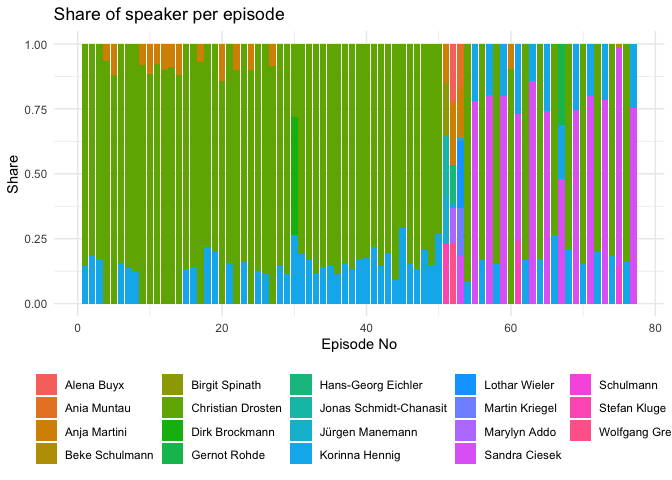 Share of speaker per episode
1.00
0.75
0.50
0.25
0.00
Share
0 20 40 60 80
Episode No
Alena Buyx Birgit Spinath Hans-Georg Eichler Lothar Wieler Schulmann
Ania Muntau Christian Drosten Jonas Schmidt-Chanasit Martin Kriegel Stefan Kluge
Anja Martini Dirk Brockmann Jürgen Manemann Marylyn Addo Wolfgang Gre
Beke Schulmann Gernot Rohde Korinna Hennig Sandra Ciesek